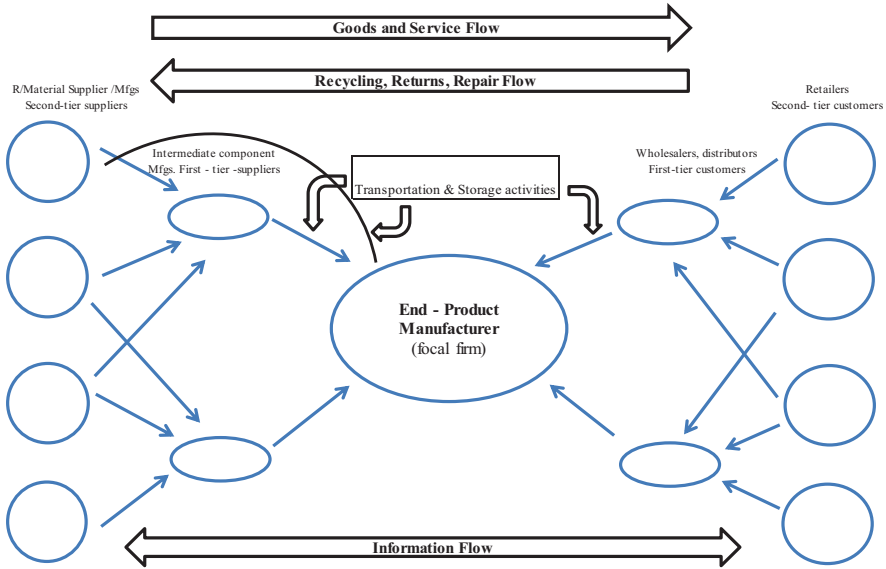 Goods and Service Flow
Recycling, Returns, Repair Flow
R/Material Supplier /Mfgs
Second-tier suppliers
Retailers
Second- tier customers
Intermediate component
Mfgs. First - tier -suppliers
Transportation & Storage activities
Wholesalers, distributors
First-tier customers
End - Product
Manufacturer
(focal firm)
Information Flow